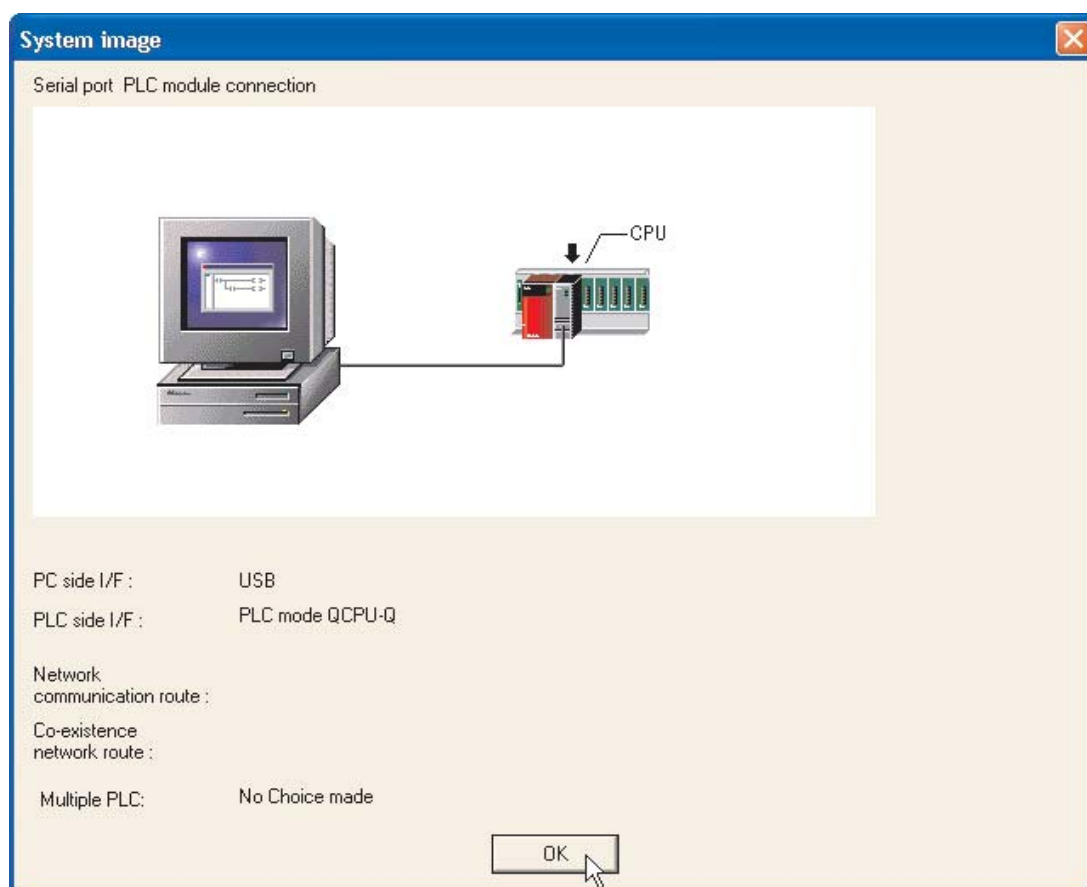 System image
Serial port PLC module connection
CPU
PC side I/F : USB
PLC side I/F : PLC mode QCPU-Q
Network
communication route :
Co-existence
network route :
Multiple PLC: No Choice made
OK